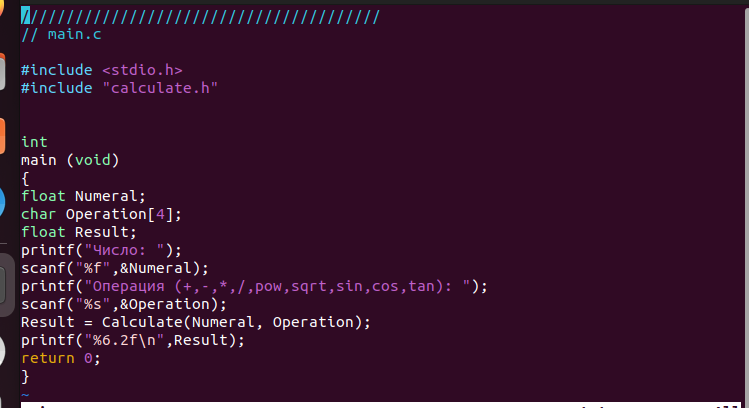 ////////////////////////////////////////
// main.c
#include <stdio.h>
#include "calculate.h"
int
main (void)
{
float Numeral;
char Operation[4];
float Result;
printf("Число: ");
scanf("%f",&Numeral);
printf("Операция (+,-,*,/,pow,sqrt,sin,cos,tan): ");
scanf("%s",&Operation);
Result = Calculate(Numeral, Operation);
printf("%6.2f\n",Result);
return 0;
}
~